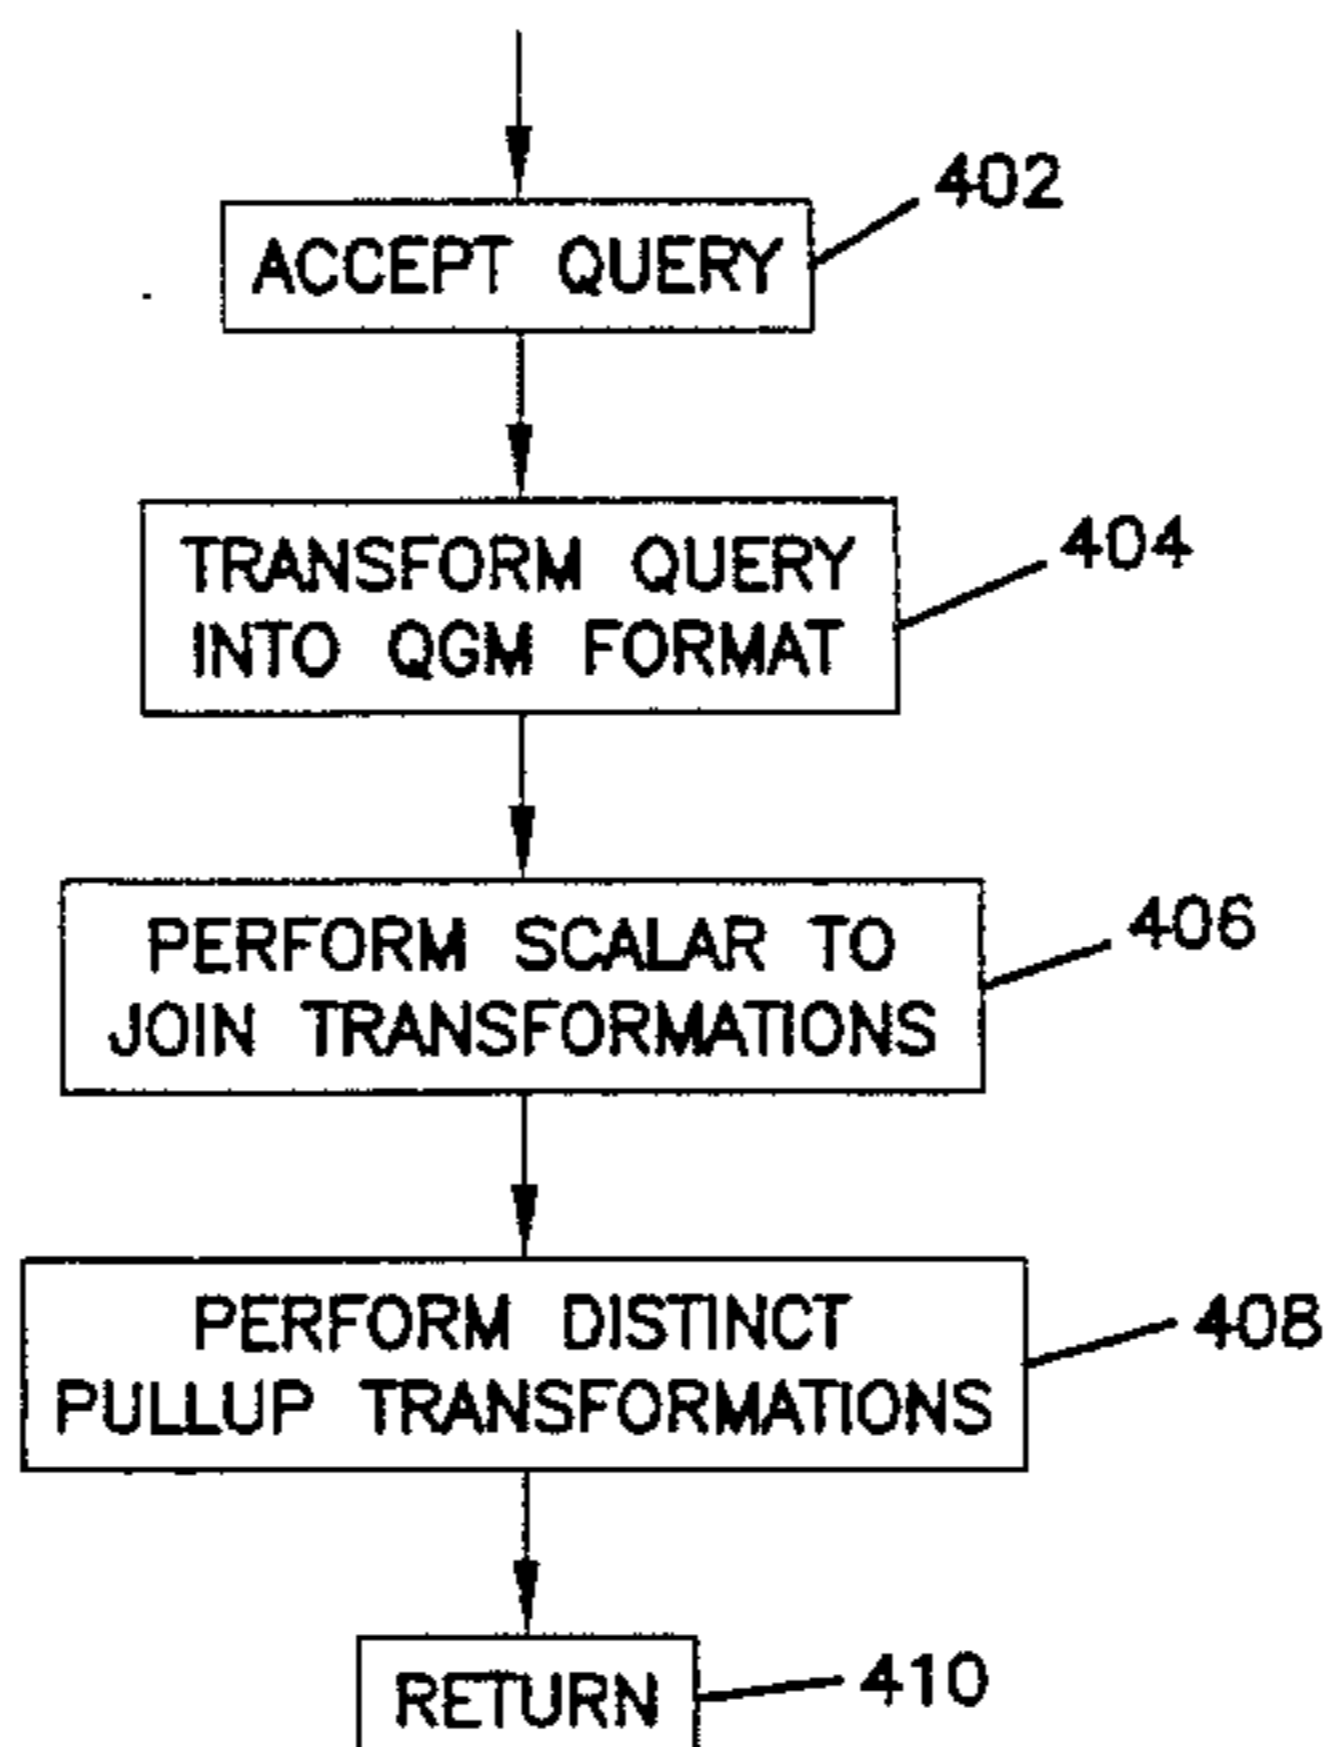 402
ACCEPT QUERY
404
TRANSFORM QUERY
INTO QGM FORMAT
406
PERFORM SCALAR TO
JOIN TRANSFORMATIONS
408
PERFORM DISTINCT
PULLUP TRANSFORMATIONS
410
RETURN